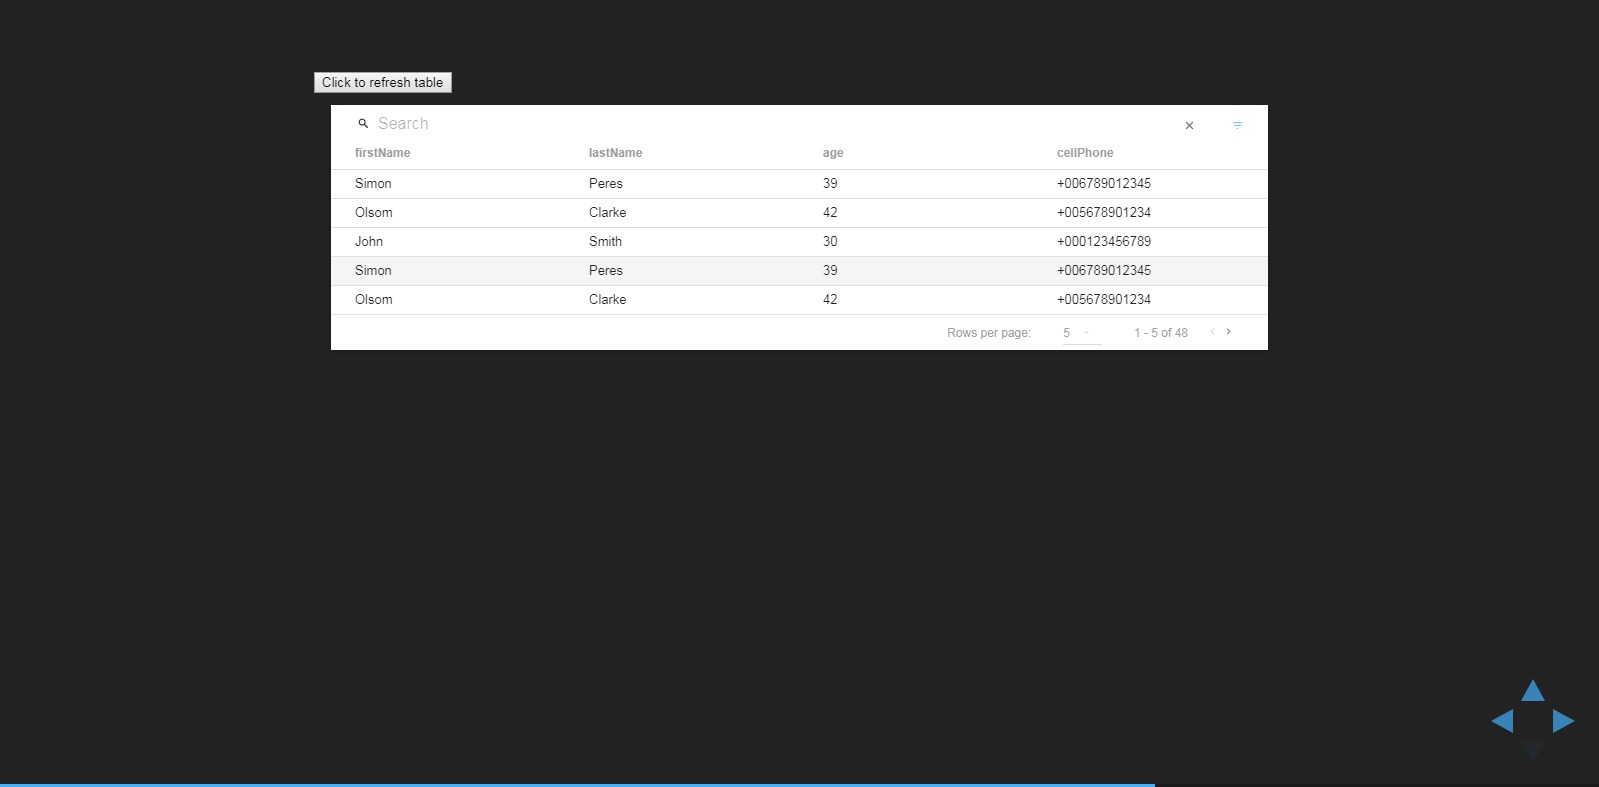 Click to refresh table
Search
firstName lastName age cellPhone
Simon Peres 39 +006789012345
Olsom Clarke 42 +005678901234
John Smith 30 +000123456789
Simon Peres 39 +006789012345
Olsom Clarke 42 +005678901234
Rows per page: 5 1 - 5 of 48